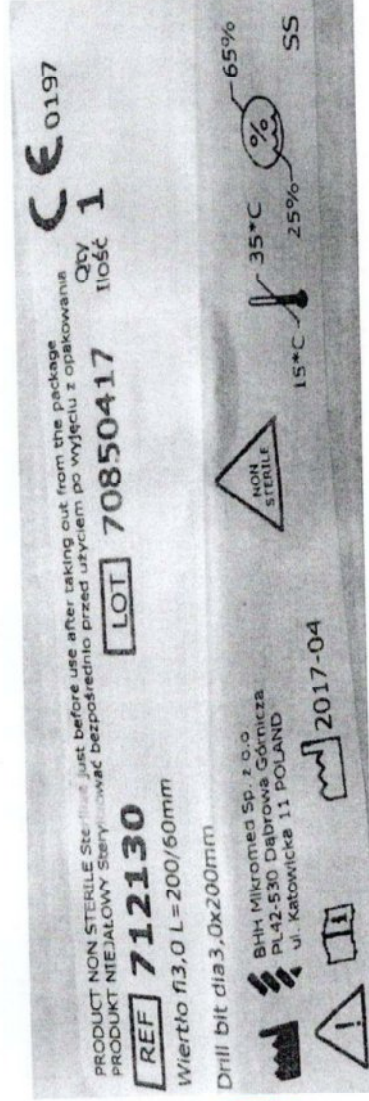 PRODUCT NON STERILE Sterilize just before use after taking out from the package
PRODUKT NIEJAŁOWY Sterylizować bezpośrednio przed użyciem po wyjęciu z opakowania
CE 0197
REF 712130
LOT 70850417
Qty
Ilość 1
Wiertło fi3,0 L=200/60mm
Drill bit dia3,0x200mm
BHH Mikromed Sp. z o.o
PL42-530 Dąbrowa Górnicza
ul. Katowicka 11 POLAND
NON
STERILE
15*C
35*C
25%
%
65%
2017-04
SS